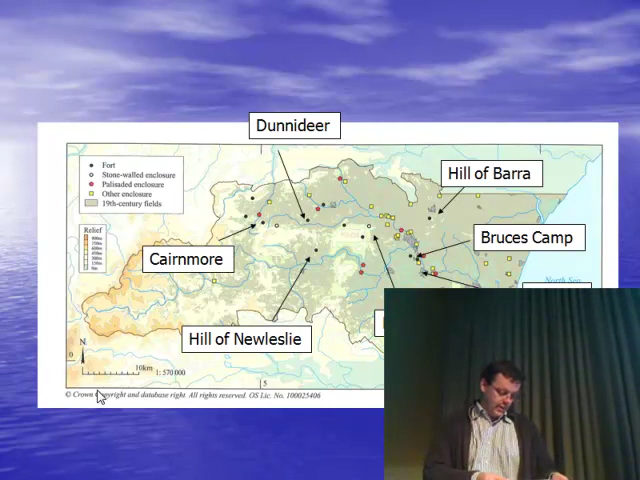 Dunnideer
Fort
Stone-walled enclosure
Palisaded enclosure
Other enclosure
19th-century fields
Hill of Barra
Relief
Bruces Camp
Cairnmore
North Sea
Hill of Newleslie
N
0
10km
1: 570 000
5
© Crown Copyright and database right. All rights reserved. OS Lic. No. 100025406